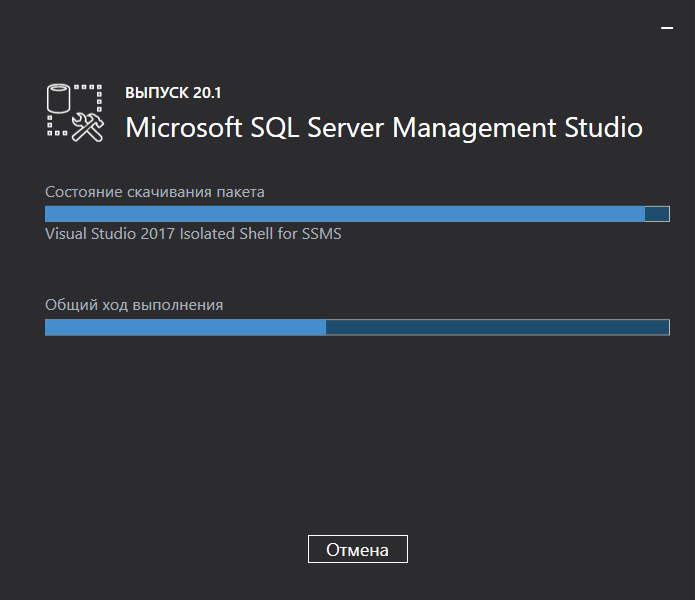 ВЫПУСК 20.1
Microsoft SQL Server Management Studio
Состояние скачивания пакета
Visual Studio 2017 Isolated Shell for SSMS
Общий ход выполнения
Отмена